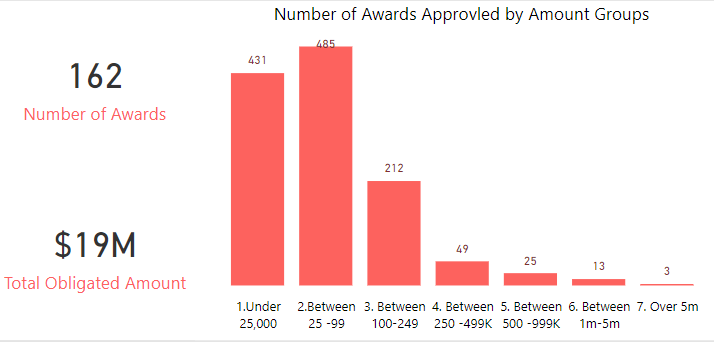 Number of Awards Approvled by Amount Groups
162
Number of Awards
$19M
Total Obligated Amount
431
485
212
49
25
13
3
1.Under
25,000
2.Between
25 -99
3. Between
100-249
4. Between
250 -499K
5. Between
500 -999K
6. Between
1m-5m
7. Over 5m